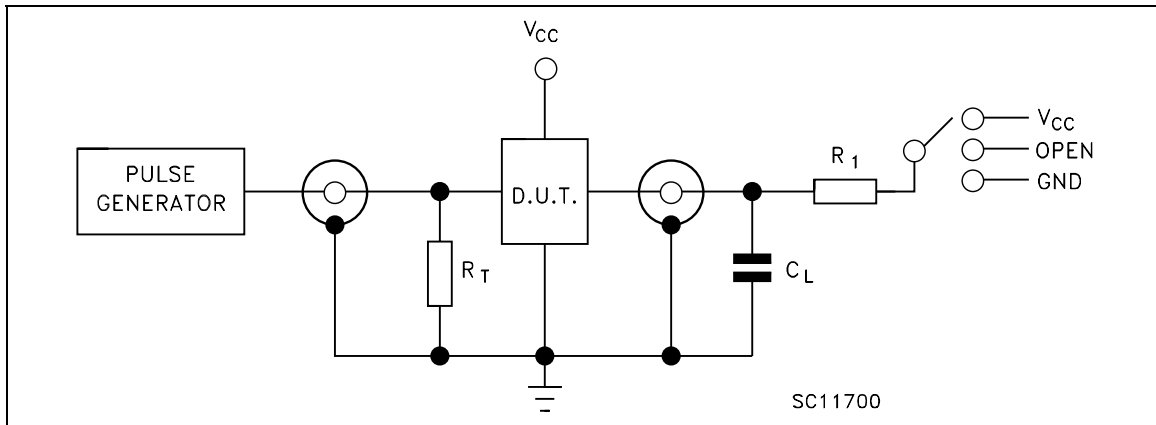 VCC
PULSE
GENERATOR
D.U.T.
RT
CL
R1
VCC
OPEN
GND
SC11700